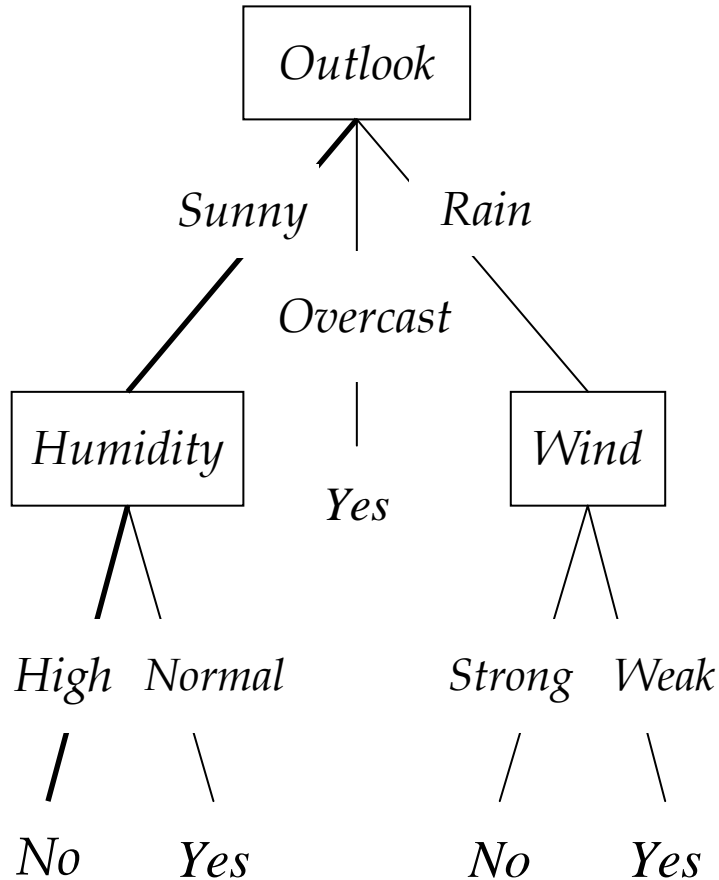 Outlook
Sunny Rain
Overcast
Humidity Wind
Yes
High Normal Strong Weak
No Yes No Yes